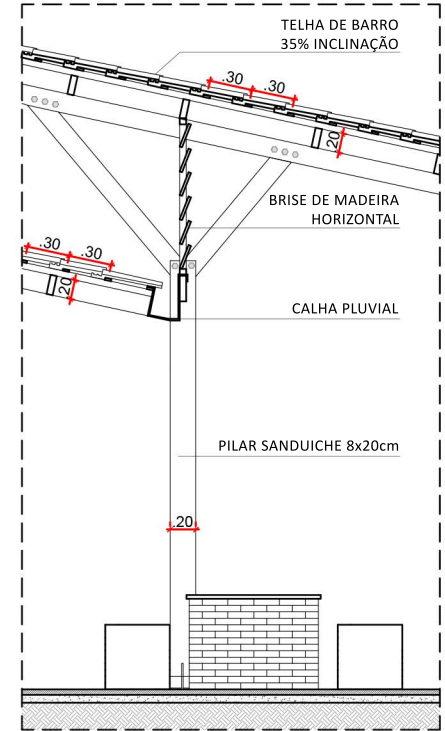 TELHA DE BARRO
35% INCLINAÇÃO
.30 .30
.20
BRISE DE MADEIRA
HORIZONTAL
.30 .30
.20
CALHA PLUVIAL
PILAR SANDUICHE 8x20cm
.20